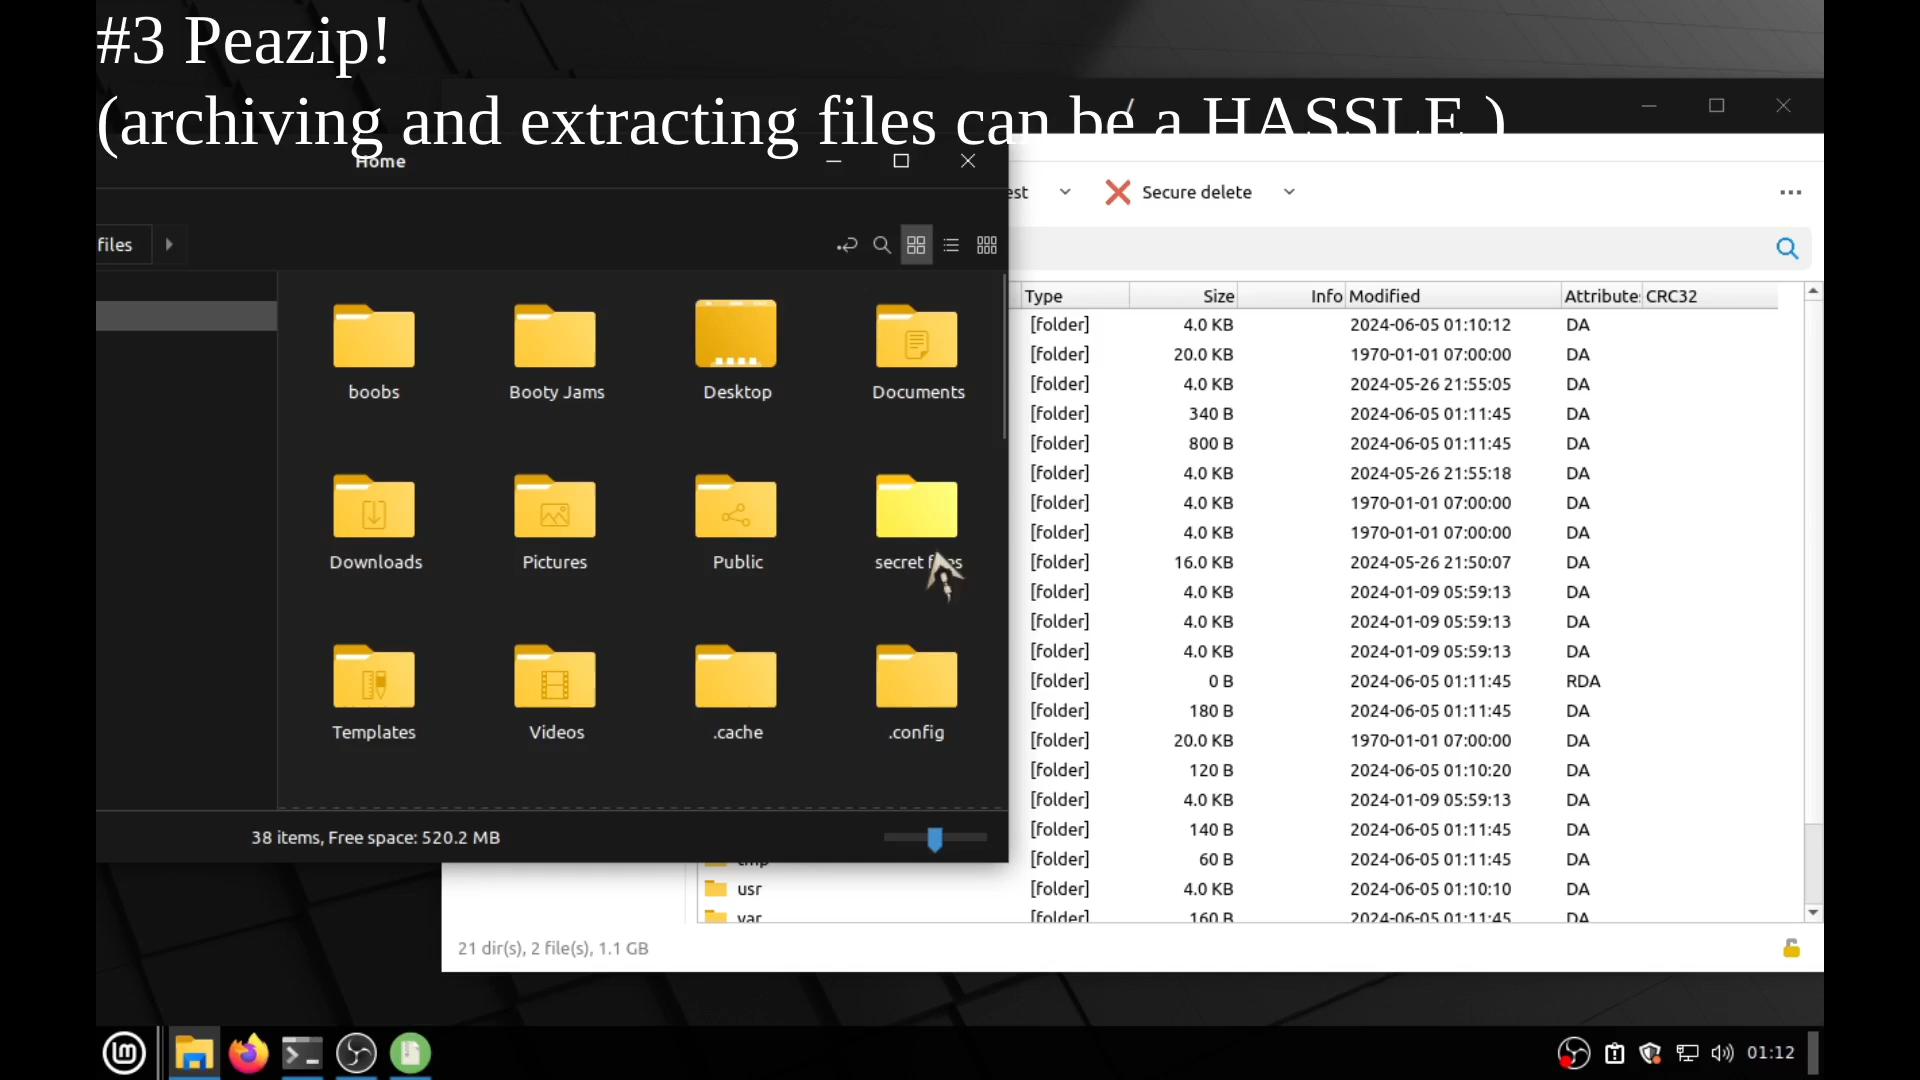 #3 Peazip!
(archiving and extracting files can be a HASSLE )
/
Home
files
boobs
Booty Jams
Desktop
Documents
Downloads
Pictures
Public
secret
Templates
Videos
.cache
.config
38 items, Free space: 520.2 MB
Secure delete
Type Size Info Modified CRC32
[folder] 4.0 KB 2024-06-05 01:10:12 DA
[folder] 20.0 KB 1970-01-01 07:00:00 DA
[folder] 4.0 KB 2024-05-26 21:55:05 DA
[folder] 340 B 2024-06-05 01:11:45 DA
[folder] 800 B 2024-06-05 01:11:45 DA
[folder] 4.0 KB 2024-05-26 21:55:18 DA
[folder] 4.0 KB 1970-01-01 07:00:00 DA
[folder] 4.0 KB 1970-01-01 07:00:00 DA
[folder] 16.0 KB 2024-05-26 21:50:07 DA
[folder] 4.0 KB 2024-01-09 05:59:13 DA
[folder] 4.0 KB 2024-01-09 05:59:13 DA
[folder] 4.0 KB 2024-01-09 05:59:13 DA
[folder] 0 B 2024-06-05 01:11:45 RDA
[folder] 180 B 2024-06-05 01:11:45 DA
[folder] 20.0 KB 1970-01-01 07:00:00 DA
[folder] 120 B 2024-06-05 01:10:20 DA
[folder] 4.0 KB 2024-01-09 05:59:13 DA
[folder] 140 B 2024-06-05 01:11:45 DA
tmp [folder] 60 B 2024-06-05 01:11:45 DA
usr [folder] 4.0 KB 2024-06-05 01:10:10 DA
var [folder] 160 B 2024-06-05 01:11:45 DA
21 dir(s), 2 file(s), 1.1 GB
01:12